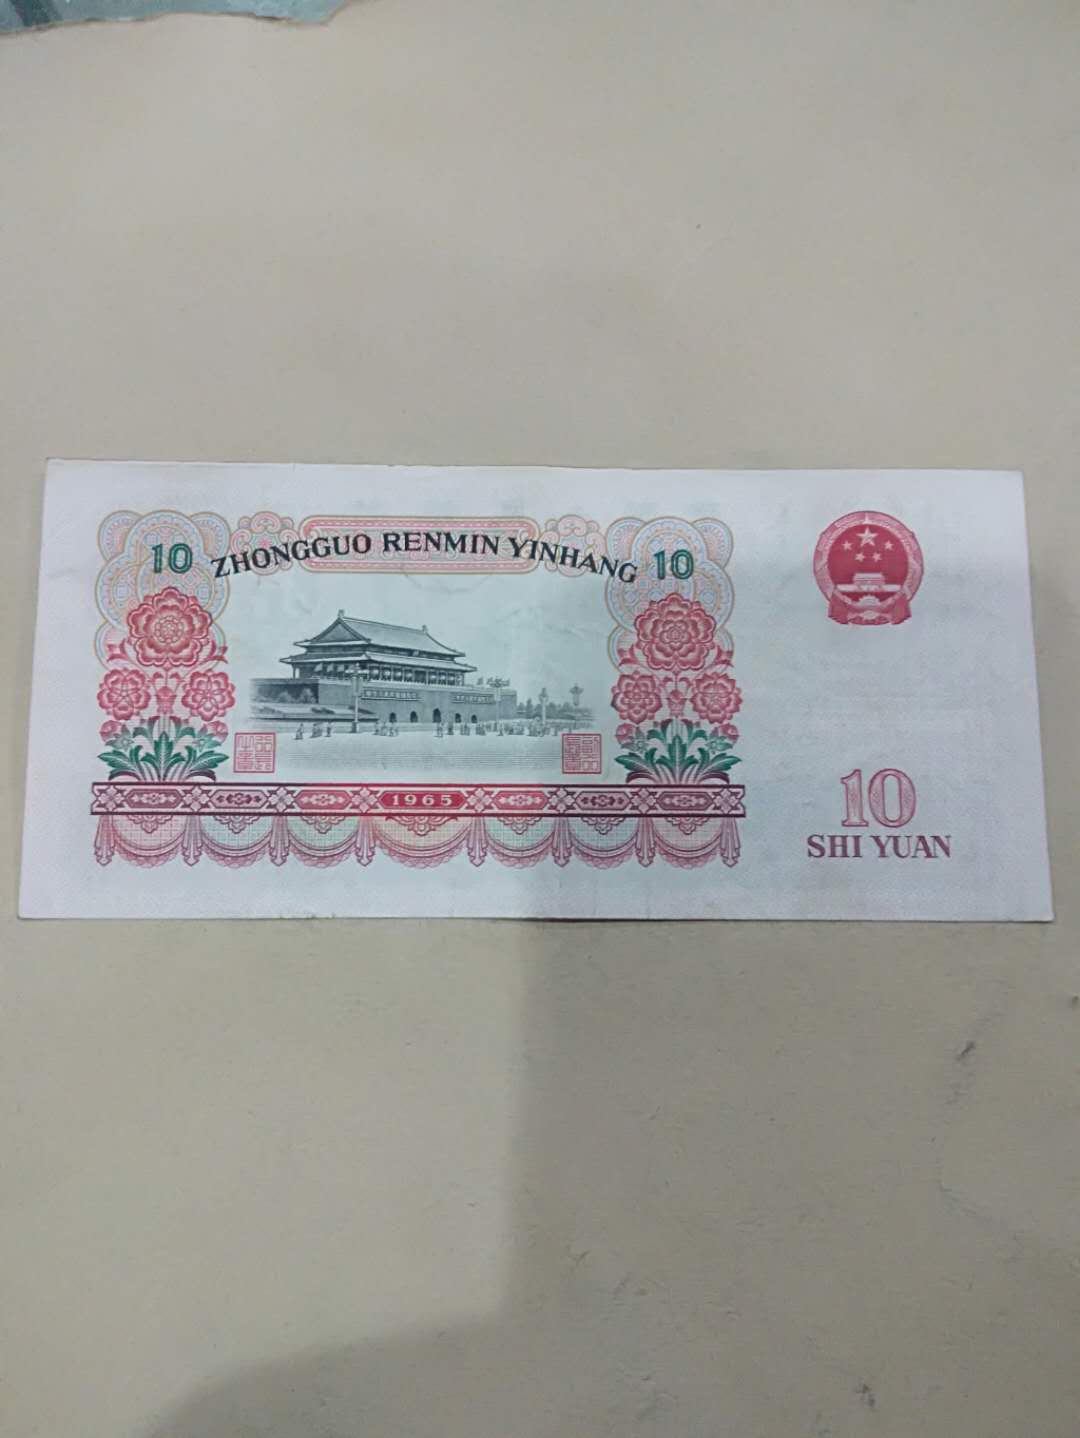 10 ZHONGGUO RENMIN YINHANG 10
1965
10
SHI YUAN